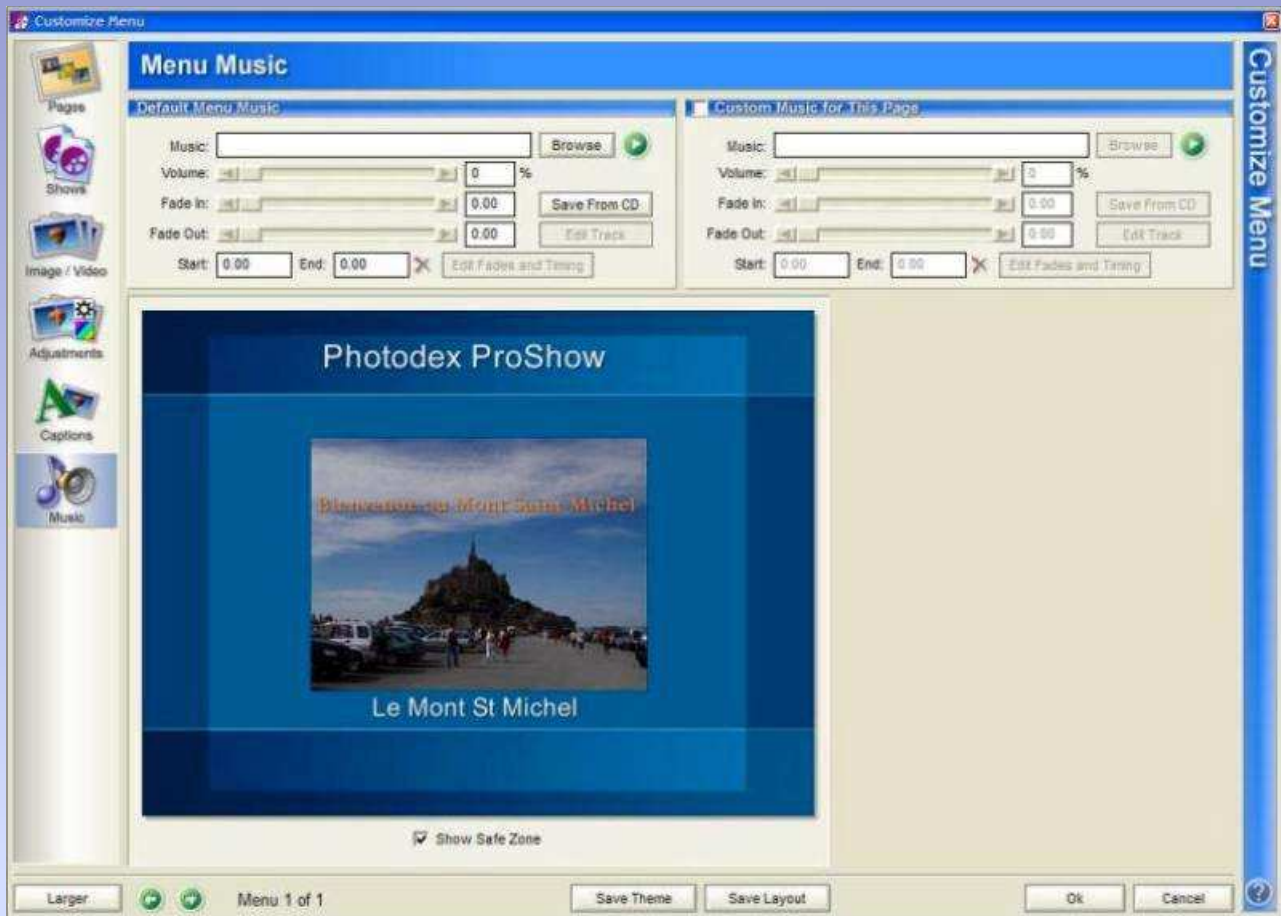 Customize Menu
Pages
Shows
Image / Video
Adjustments
Captions
Music
Menu Music
Default Menu Music
Music:
Browse
Volume:
0
%
Fade In:
0.00
Save From CD
Fade Out:
0.00
Edit Track
Start:
0.00
End:
0.00
Edit Fades and Timing
Custom Music for This Page
Music:
Browse
Volume:
0
%
Fade In:
0.00
Save From CD
Fade Out:
0.00
Edit Track
Start:
0.00
End:
0.00
Edit Fades and Timing
Customize Menu
Photodex ProShow
Bienvenue au Mont Saint Michel
Le Mont St Michel
Show Safe Zone
Larger
Menu 1 of 1
Save Theme
Save Layout
Ok
Cancel
?